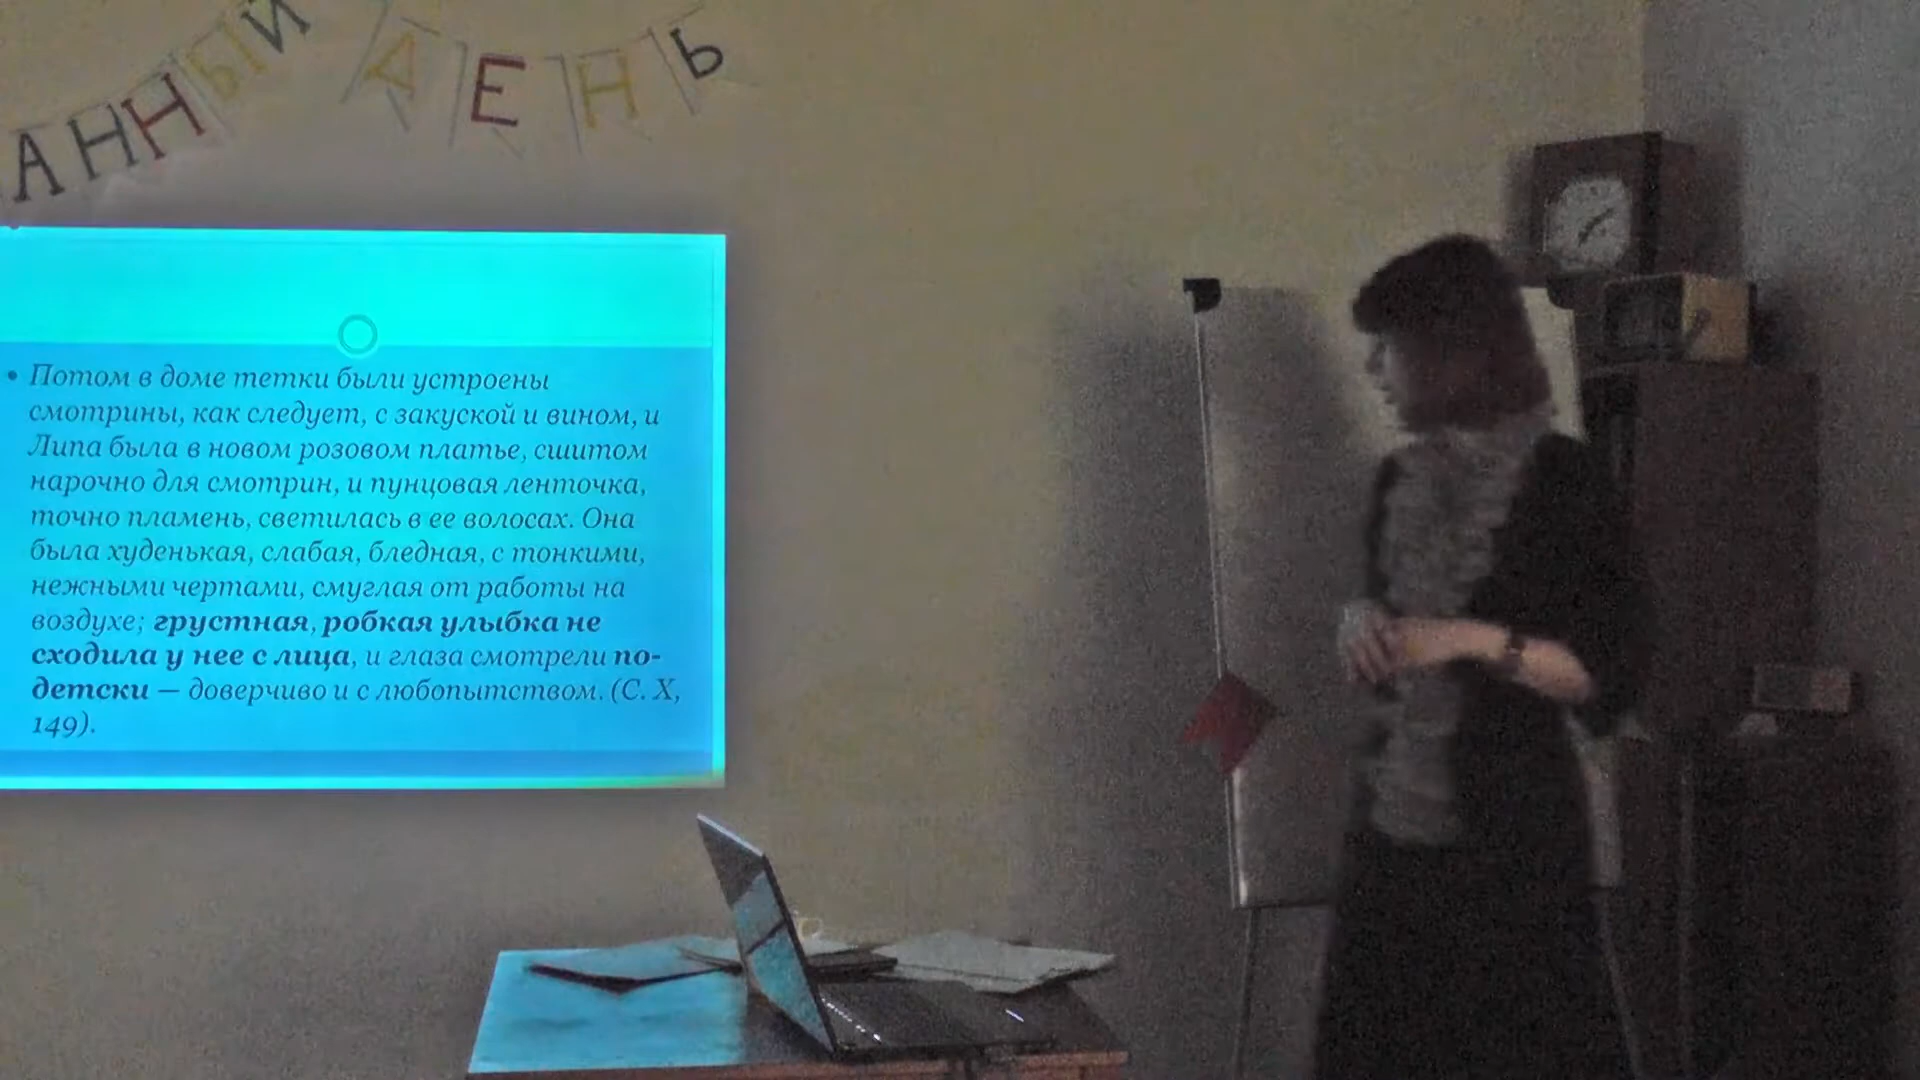 АННЫЙ ДЕНЬ
• Потом в доме тетки были устроены
смотрины, как следует, с закуской и вином, и
Липа была в новом розовом платье, сшитом
нарочно для смотрин, и пунцовая ленточка,
точно пламень, светилась в ее волосах. Она
была худенькая, слабая, бледная, с тонкими,
нежными чертами, смуглая от работы на
воздухе; грустная, робкая улыбка не
сходила у нее с лица, и глаза смотрели по-
детски — доверчиво и с любопытством. (С. X,
149).